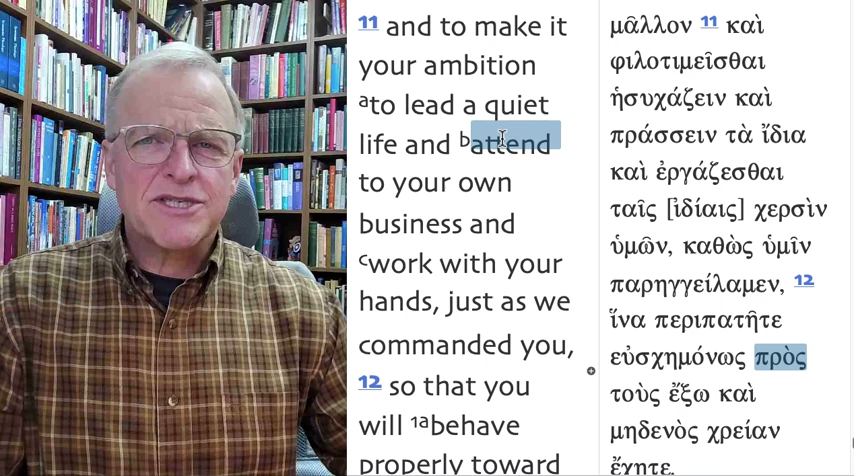 11 and to make it
your ambition
ato lead a quiet
life and battend
to your own
business and
cwork with your
hands, just as we
commanded you,
12 so that you
will 1abehave
properly toward
μᾶλλον 11 καὶ
φιλοτιμεῖσθαι
ἡσυχάζειν καὶ
πράσσειν τὰ ἴδια
καὶ ἐργάζεσθαι
ταῖς [ἰδίαις] χερσὶν
ὑμῶν, καθὼς ὑμῖν
παρηγγείλαμεν, 12
ἵνα περιπατῆτε
εὐσχημόνως πρὸς
τοὺς ἔξω καὶ
μηδενὸς χρείαν
ἔχητε.